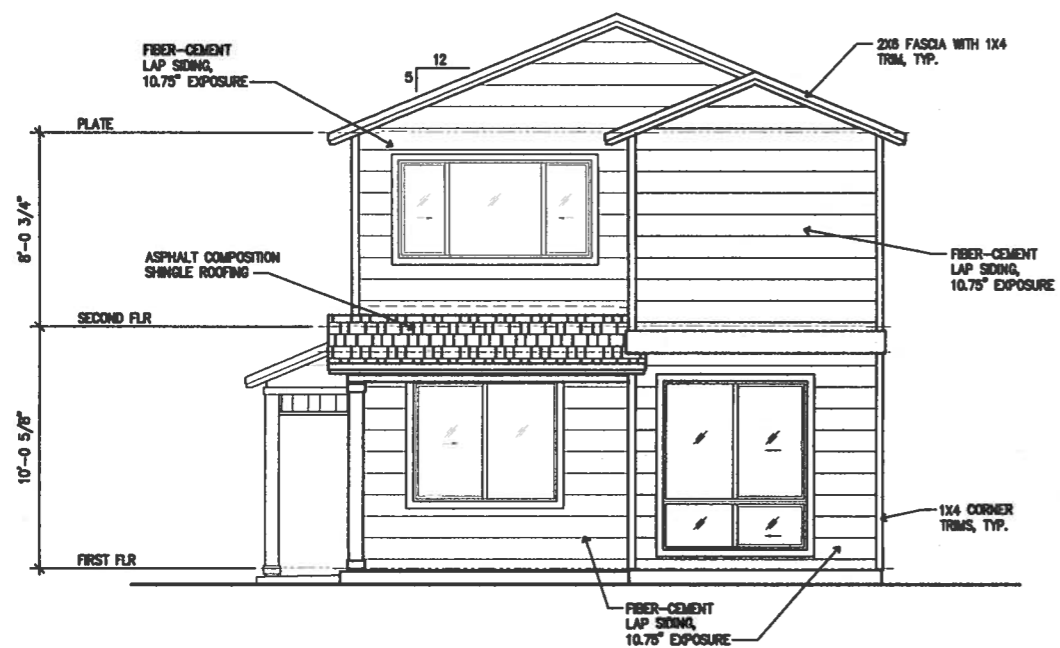 FIBER-CEMENT
LAP SIDING,
10.75" EXPOSURE
12
5
2X6 FASCIA WITH 1X4
TRIM, TYP.
PLATE
8'-0 3/4"
ASPHALT COMPOSITION
SHINGLE ROOFING
FIBER-CEMENT
LAP SIDING,
10.75" EXPOSURE
SECOND FLR
10'-0 5/8"
1X4 CORNER
TRIMS, TYP.
FIRST FLR
FIBER-CEMENT
LAP SIDING,
10.75" EXPOSURE